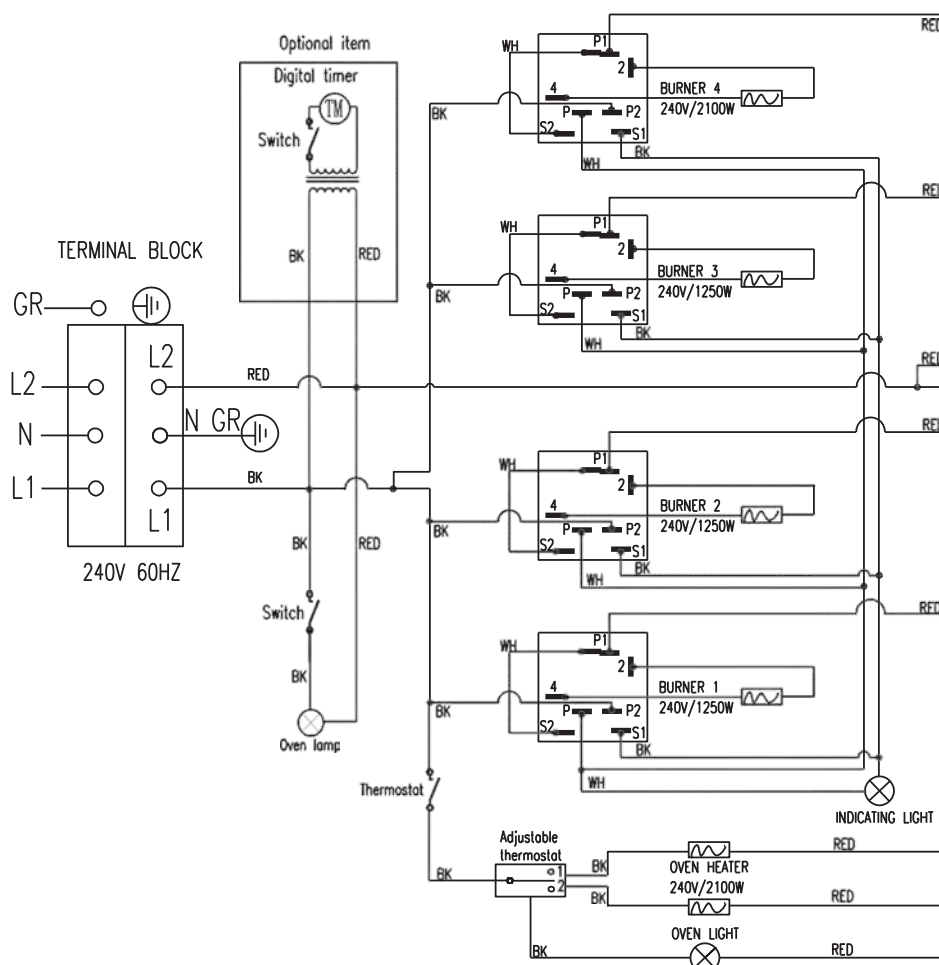 RED
Optional item
WH
P1
2
Digital timer
TM
Switch
4
BURNER 4
240V/2100W
BK
P
P2
S2
S1
BK
WH
RED
WH
P1
2
BK
RED
TERMINAL BLOCK
4
BURNER 3
240V/1250W
BK
P
P2
S2
S1
BK
WH
GR
L2
L2
RED
RED
N
N GR
RED
WH
P1
2
L1
L1
BK
4
BURNER 2
240V/1250W
BK
P
P2
S2
S1
BK
WH
BK
RED
240V 60HZ
RED
Switch
WH
P1
2
BK
4
BURNER 1
240V/1250W
BK
P
P2
S2
S1
BK
Oven lamp
WH
Thermostat
INDICATING LIGHT
Adjustable
thermostat
1
2
BK
BK
OVEN HEATER
240V/2100W
RED
BK
RED
OVEN LIGHT
BK
RED